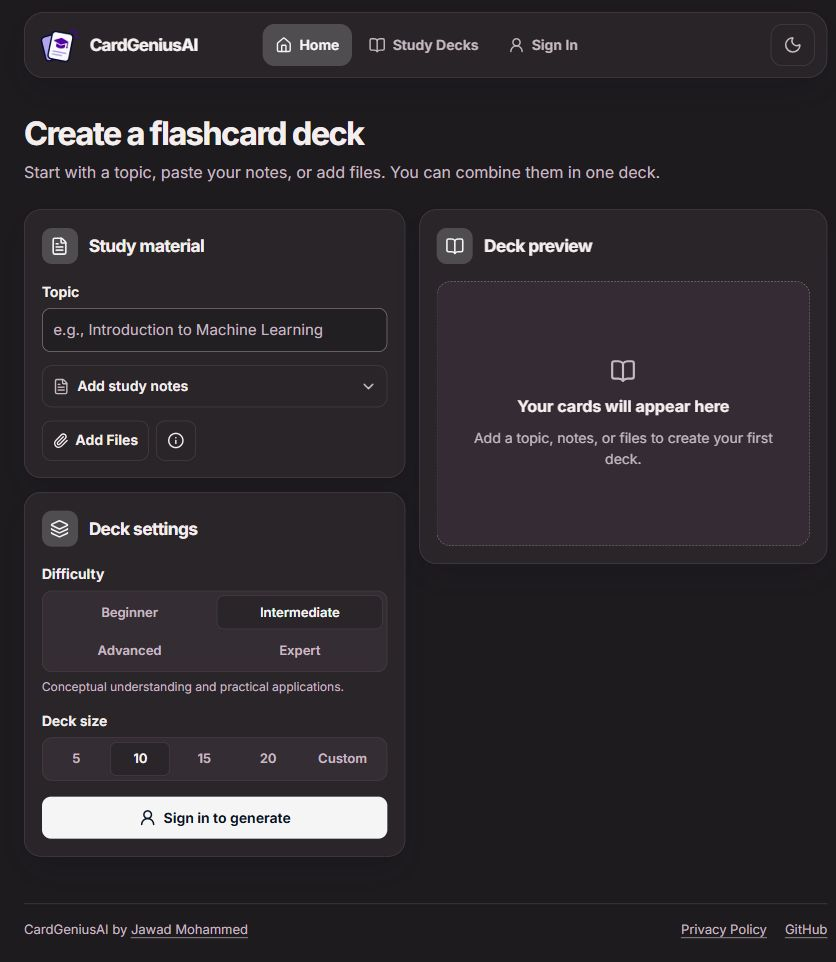 CardGeniusAI
Home
Study Decks
Sign In
Create a flashcard deck
Start with a topic, paste your notes, or add files. You can combine them in one deck.
Study material
Topic
e.g., Introduction to Machine Learning
Add study notes
Add Files
Deck settings
Difficulty
Beginner
Intermediate
Advanced
Expert
Conceptual understanding and practical applications.
Deck size
5
10
15
20
Custom
Sign in to generate
Deck preview
Your cards will appear here
Add a topic, notes, or files to create your first
deck.
CardGeniusAI by Jawad Mohammed
Privacy Policy
GitHub